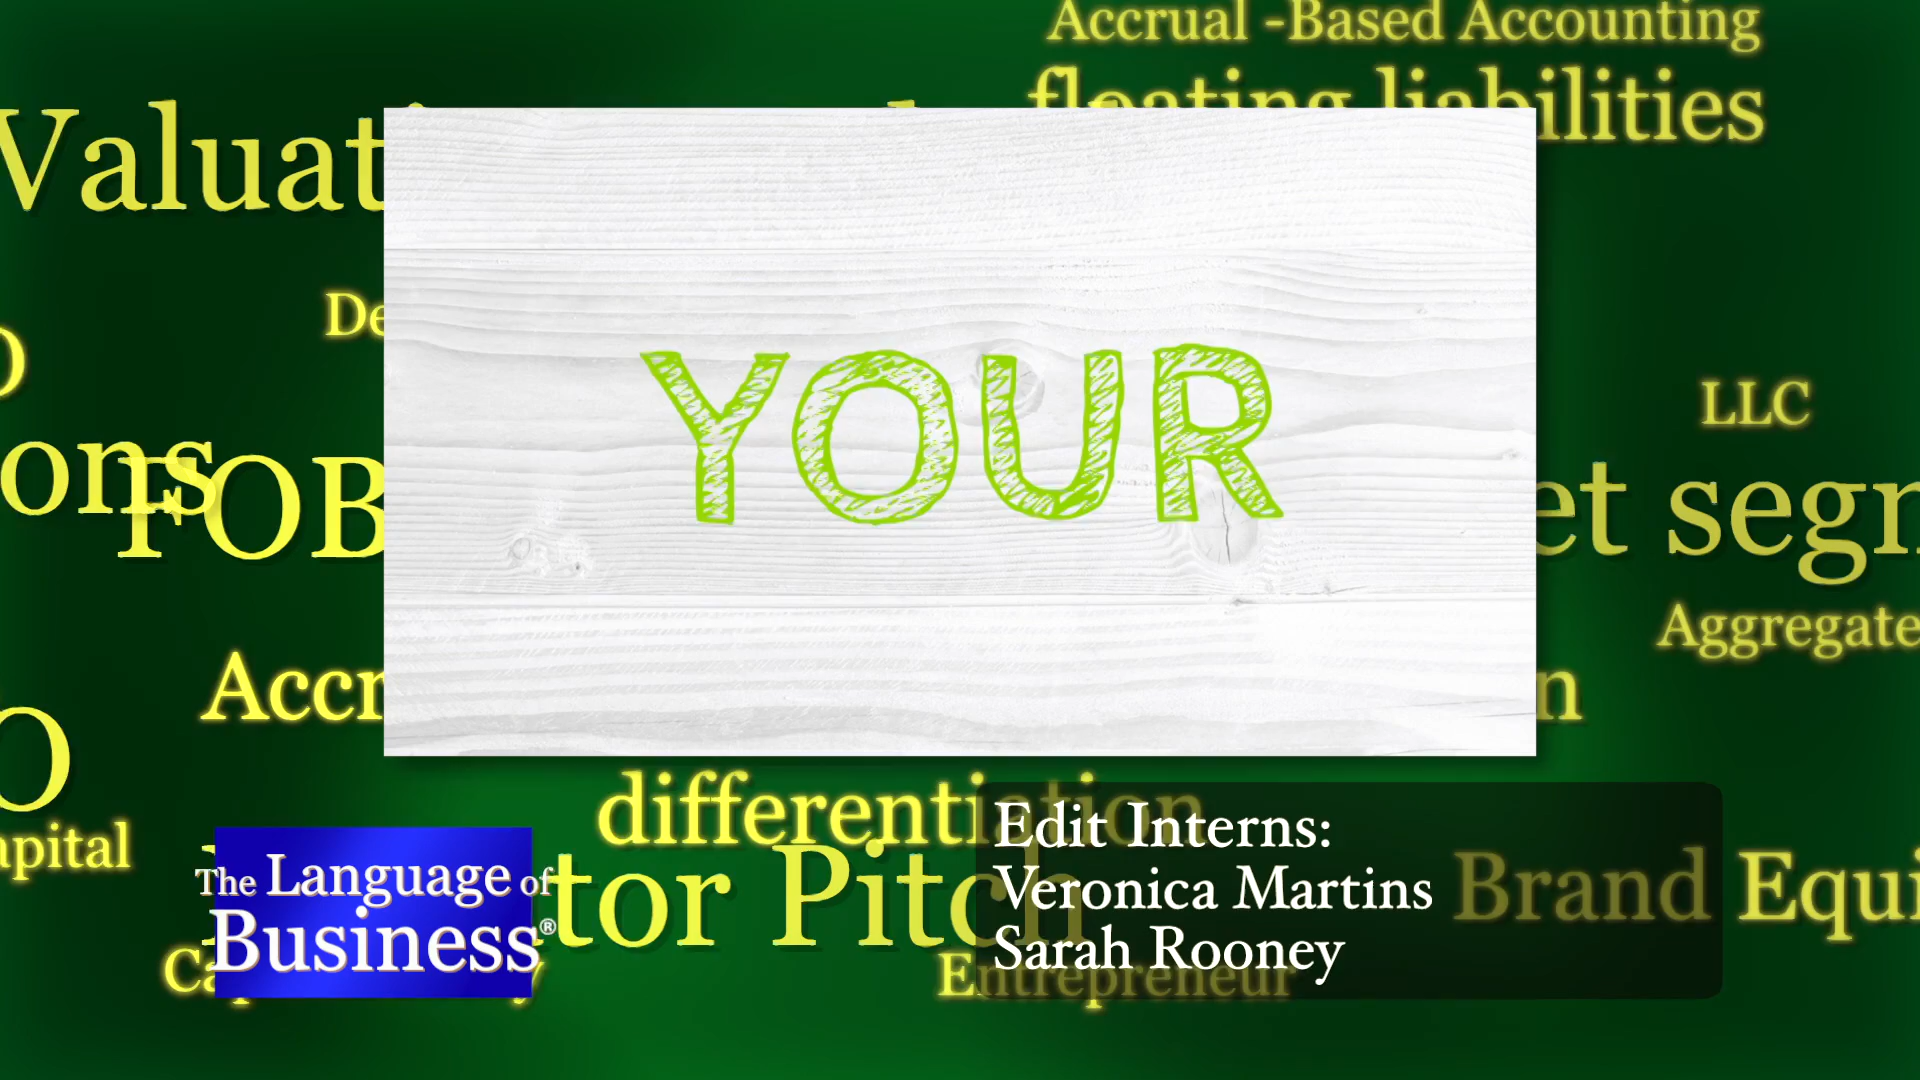 Accrual -Based Accounting
floating liabilities
Valuat
De
YOUR
LLC
ons
FOB
et segn
Aggregate
Accr
n
O
apital
differentiation
Edit Interns:
The Language of
Business®
tor Pitch
Veronica Martins
Brand Equi
Sarah Rooney
Entrepreneur